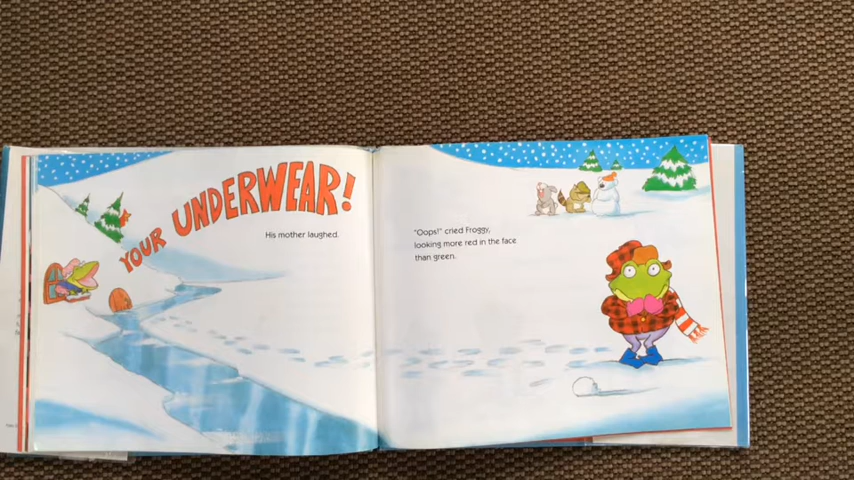 YOUR UNDERWEAR!
His mother laughed.
"Oops!" cried Froggy,
looking more red in the face
than green.